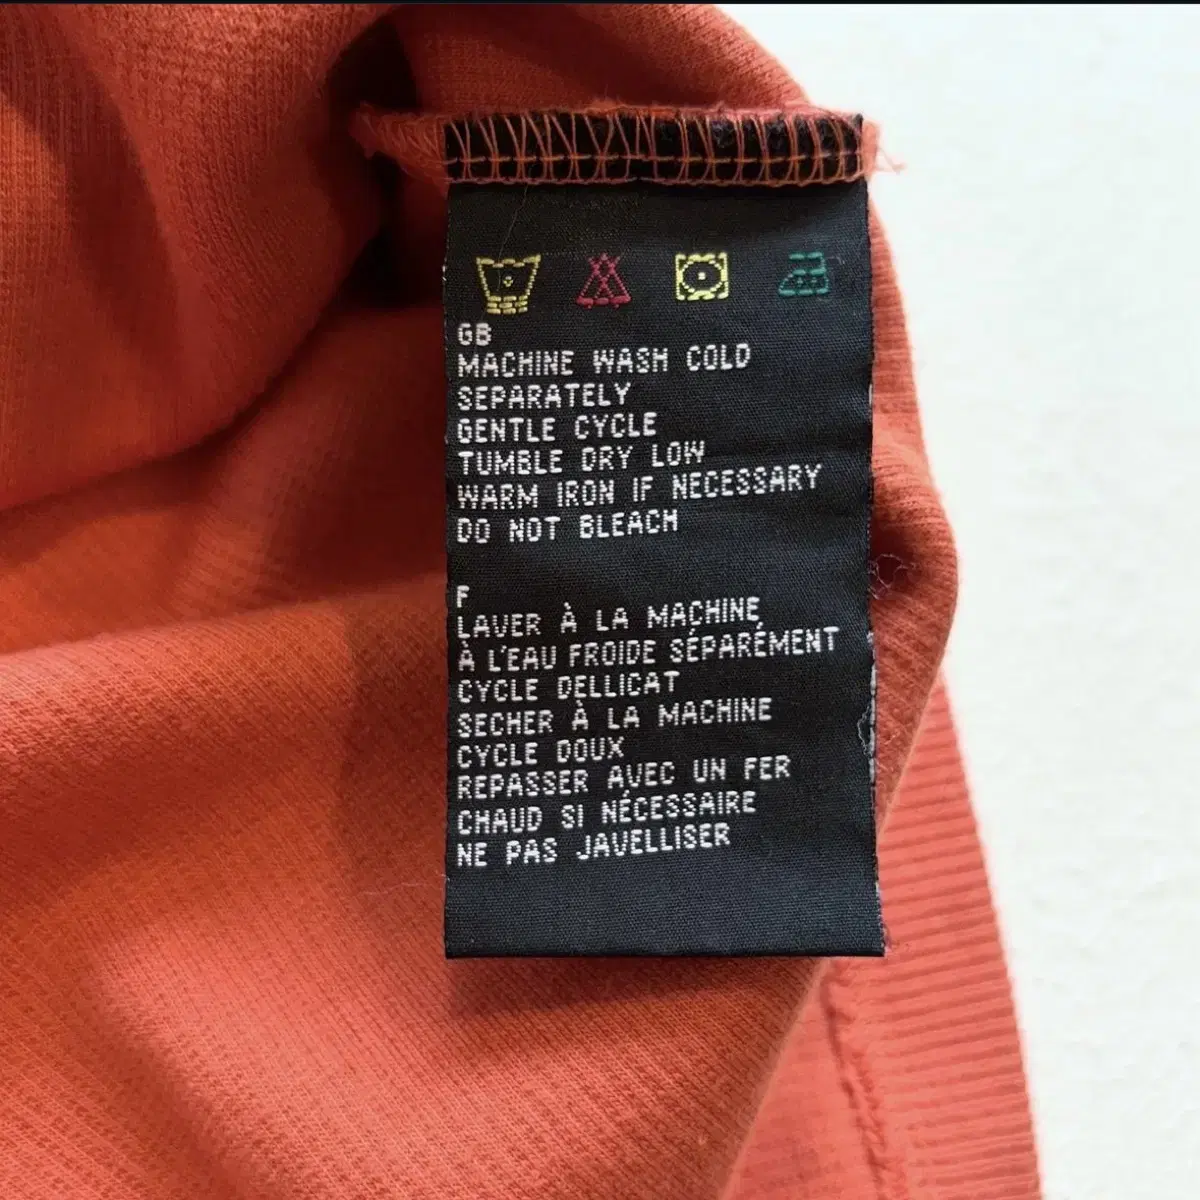 GB
MACHINE WASH COLD
SEPARATELY
GENTLE CYCLE
TUMBLE DRY LOW
WARM IRON IF NECESSARY
DO NOT BLEACH
F
LAVER À LA MACHINE
À L'EAU FROIDE SÉPARÉMENT
CYCLE DELLICAT
SECHER À LA MACHINE
CYCLE DOUX
REPASSER AVEC UN FER
CHAUD SI NÉCESSAIRE
NE PAS JAVELLISER